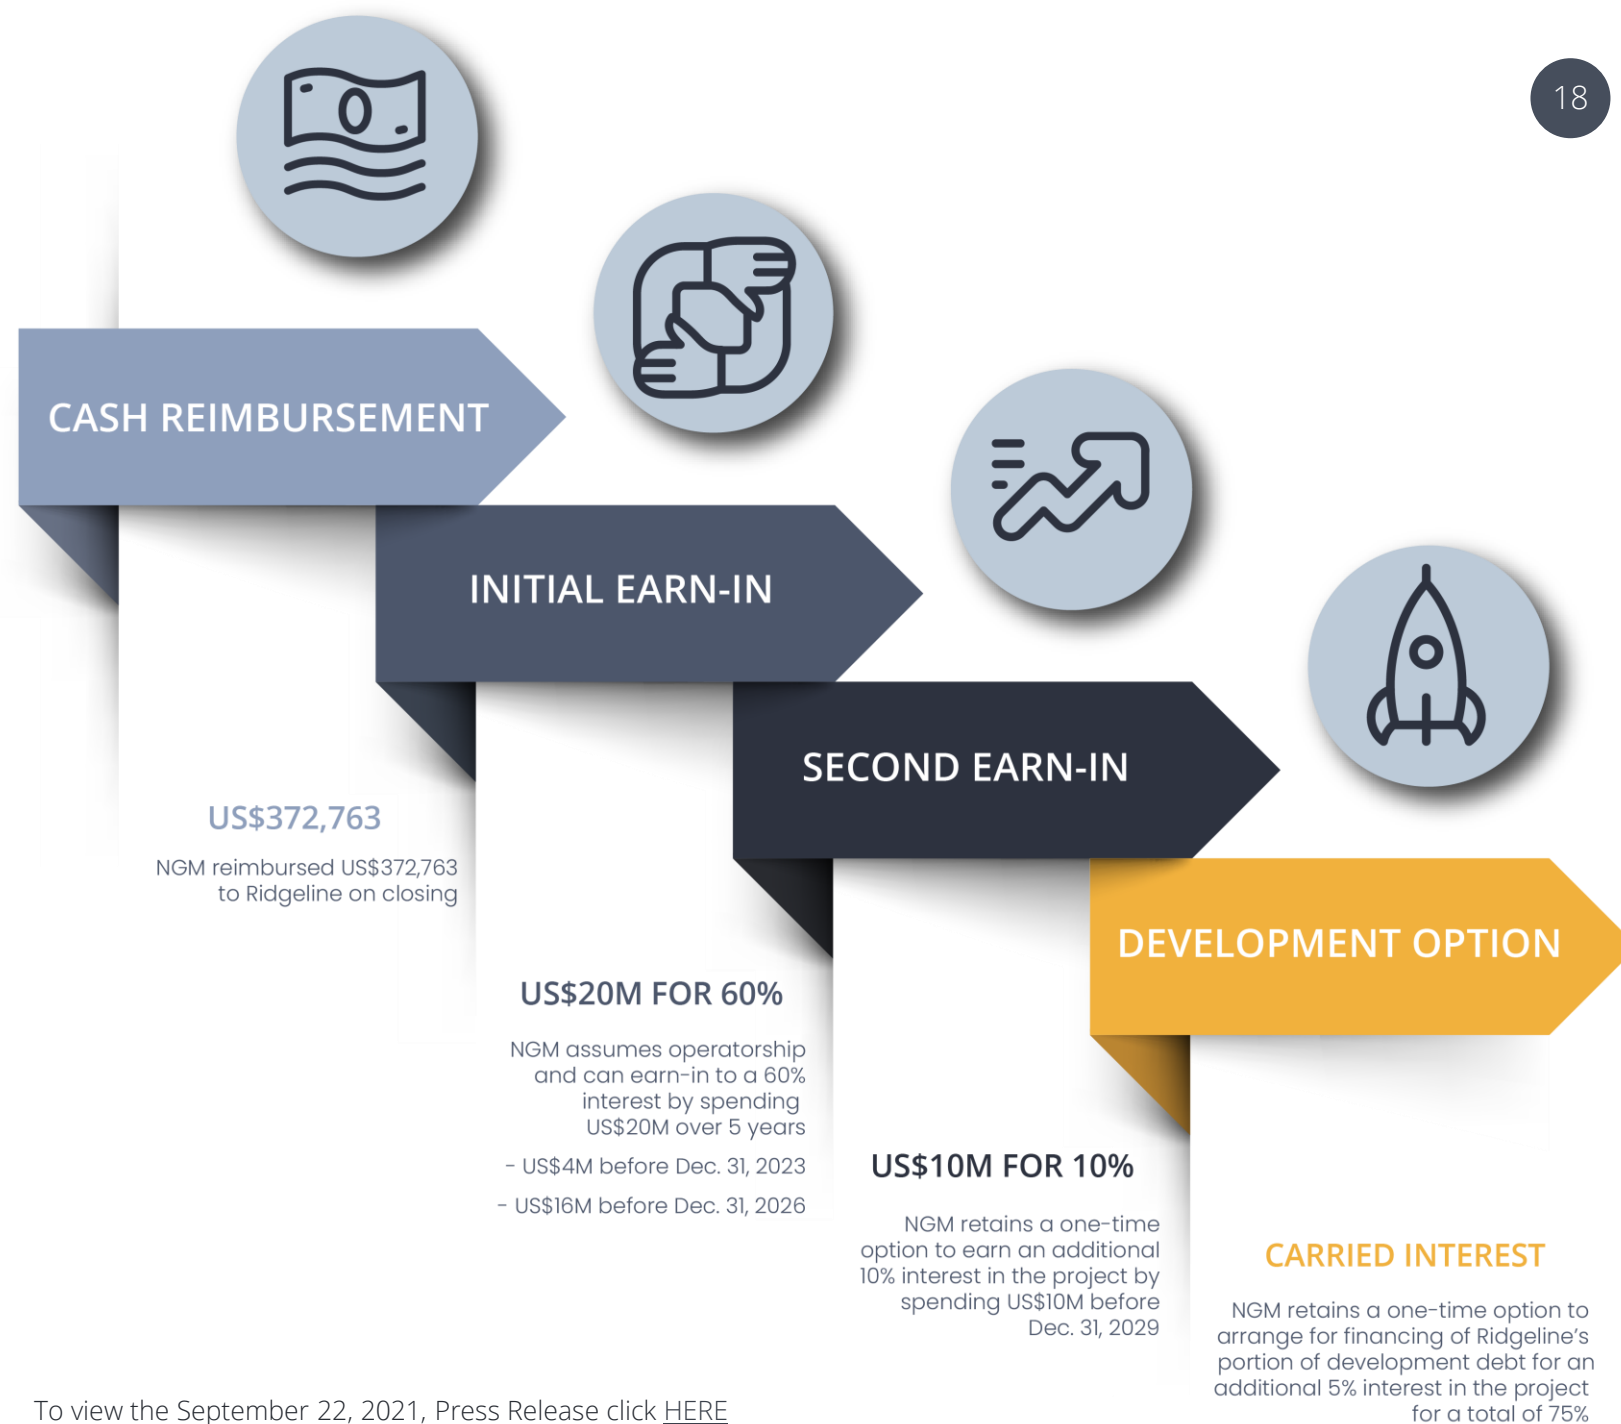 18
CASH REIMBURSEMENT
US$372,763
NGM reimbursed US$372,763
to Ridgeline on closing
INITIAL EARN-IN
US$20M FOR 60%
NGM assumes operatorship
and can earn-in to a 60%
interest by spending
US$20M over 5 years
- US$4M before Dec. 31, 2023
- US$16M before Dec. 31, 2026
SECOND EARN-IN
US$10M FOR 10%
NGM retains a one-time
option to earn an additional
10% interest in the project by
spending US$10M before
Dec. 31, 2029
DEVELOPMENT OPTION
CARRIED INTEREST
NGM retains a one-time option to
arrange for financing of Ridgeline’s
portion of development debt for an
additional 5% interest in the project
for a total of 75%
To view the September 22, 2021, Press Release click HERE